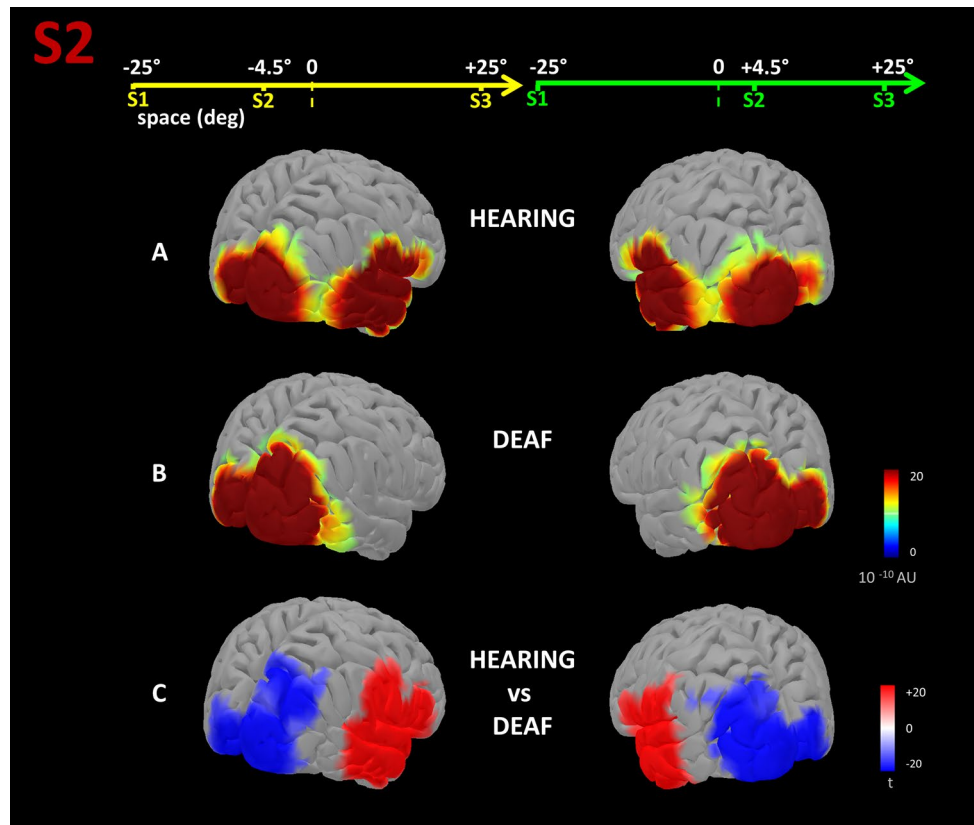 S2
-25° -4.5° 0 +25° -25° 0 +4.5° +25°
S1 S2 S3 S1 S2 S3
space (deg)
HEARING
A
DEAF
B
20
0
10 -10 AU
HEARING
vs
DEAF
C
+20
0
-20
t